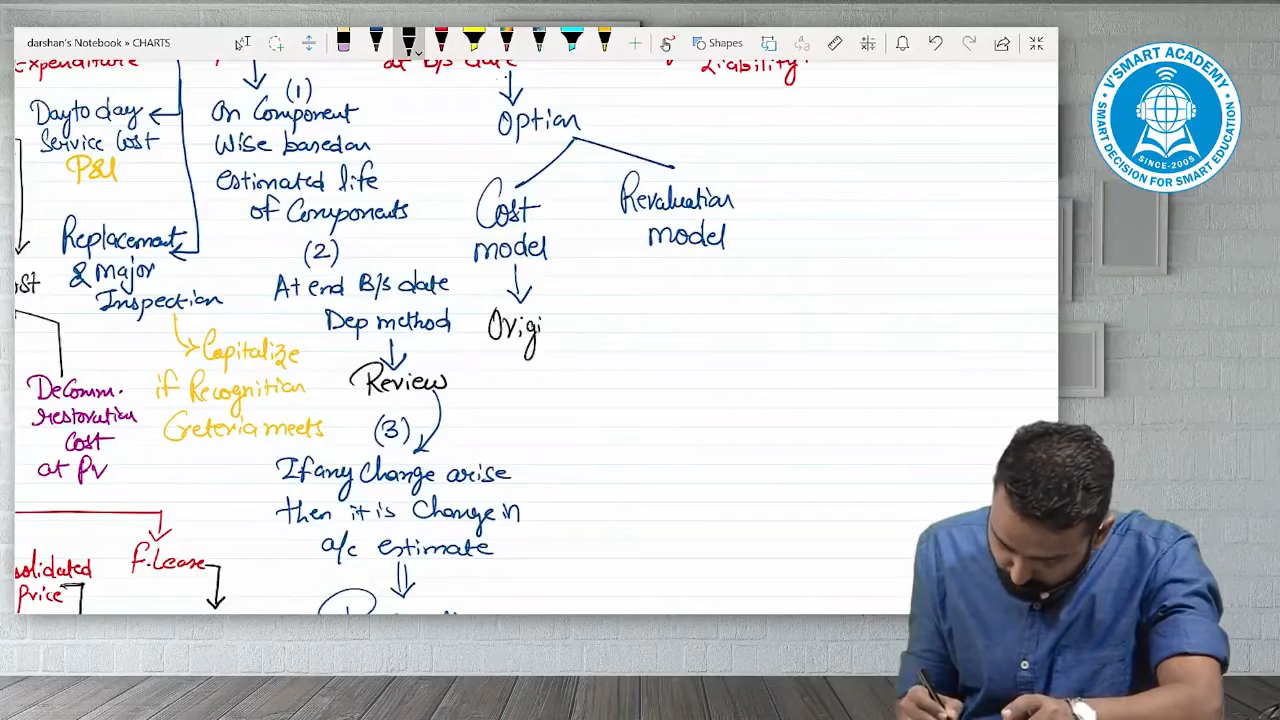 darshan's Notebook » CHARTS
Shapes
Expenditure
Day to day
Service Cost
P&L
Replacement
& major
Inspection
Capitalize
if Recognition
Creteria meets
DeComm.
restoration
Cost
at PV
F.Lease
solidated
Price
(1)
On Component
Wise based on
estimated life
of Components
(2)
At end B/s date
Dep method
Review
(3)
If any Change arise
then it is Change in
a/c estimate
at B/s date
Option
Cost
model
Origi
Revaluation
model
Liability
V'SMART ACADEMY
SINCE-2005
SMART DECISION FOR SMART EDUCATION